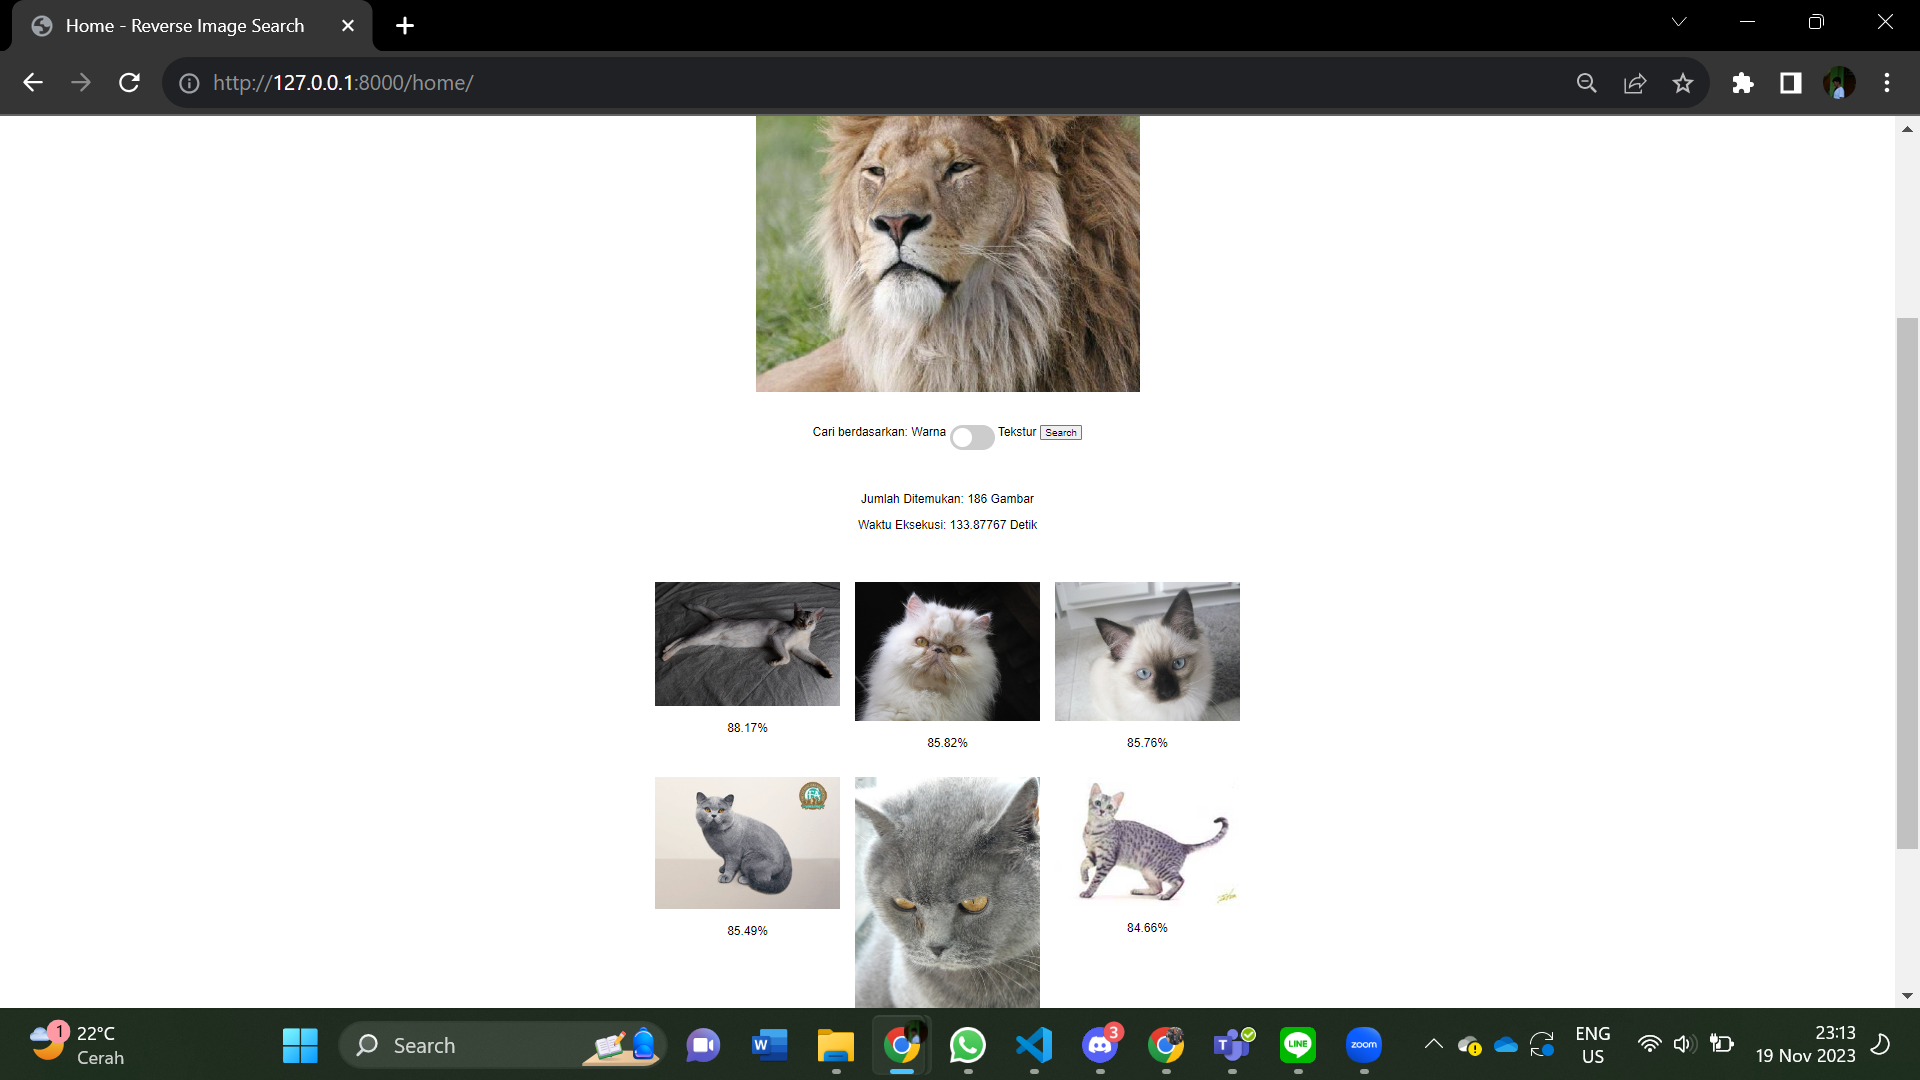 Home - Reverse Image Search
http://127.0.0.1:8000/home/
Cari berdasarkan: Warna Tekstur Search
Jumlah Ditemukan: 186 Gambar
Waktu Eksekusi: 133.87767 Detik
88.17%
85.82%
85.76%
85.49%
84.66%
1
22°C
Cerah
Search
W
3
T
LINE
zoom
ENG
US
23:13
19 Nov 2023